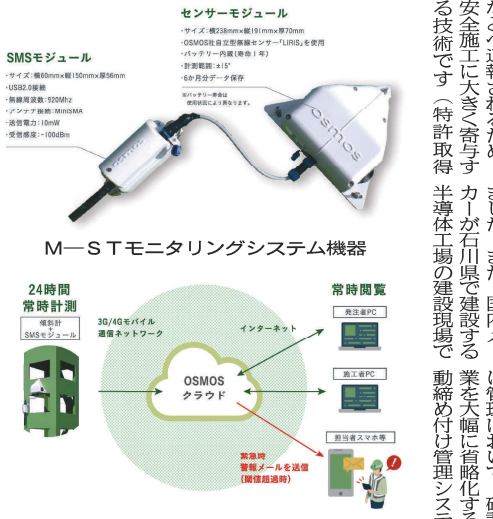 センサーモジュール
・サイズ：横238mm×縦191mm×厚70mm
・OSMOS社自立型無線センサー「LIRIS」を使用
・バッテリー内蔵（寿命１年）
・計測範囲：±15°
・6か月分データ保存
※バッテリー寿命は
使用状況により異なります。
SMSモジュール
・サイズ：横60mm×縦150mm×厚56mm
・USB2.0接続
・無線周波数：920Mhz
・アンテナ接続：MiniSMA
・送信電力：10mW
・受信感度：-100dBm
osmos
osmos
M―ＳＴモニタリングシステム機器
24時間
常時計測
傾斜計
+
SMSモジュール
3G/4Gモバイル
通信ネットワーク
インターネット
OSMOS
クラウド
常時閲覧
発注者PC
施工者PC
担当者スマホ等
緊急時
警報メールを送信
（閾値超過時）
安全施工に大きく寄与す
る技術です（特許取得
カーが石川県で建設する
半導体工場の建設現場で
業を大幅に省略化する
動締め付け管理システ